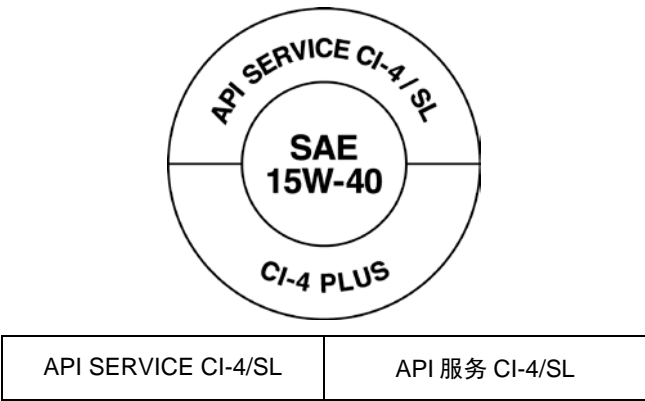 API SERVICE CI-4 / SL
SAE
15W-40
CI-4 PLUS
API SERVICE CI-4/SL
API 服务 CI-4/SL